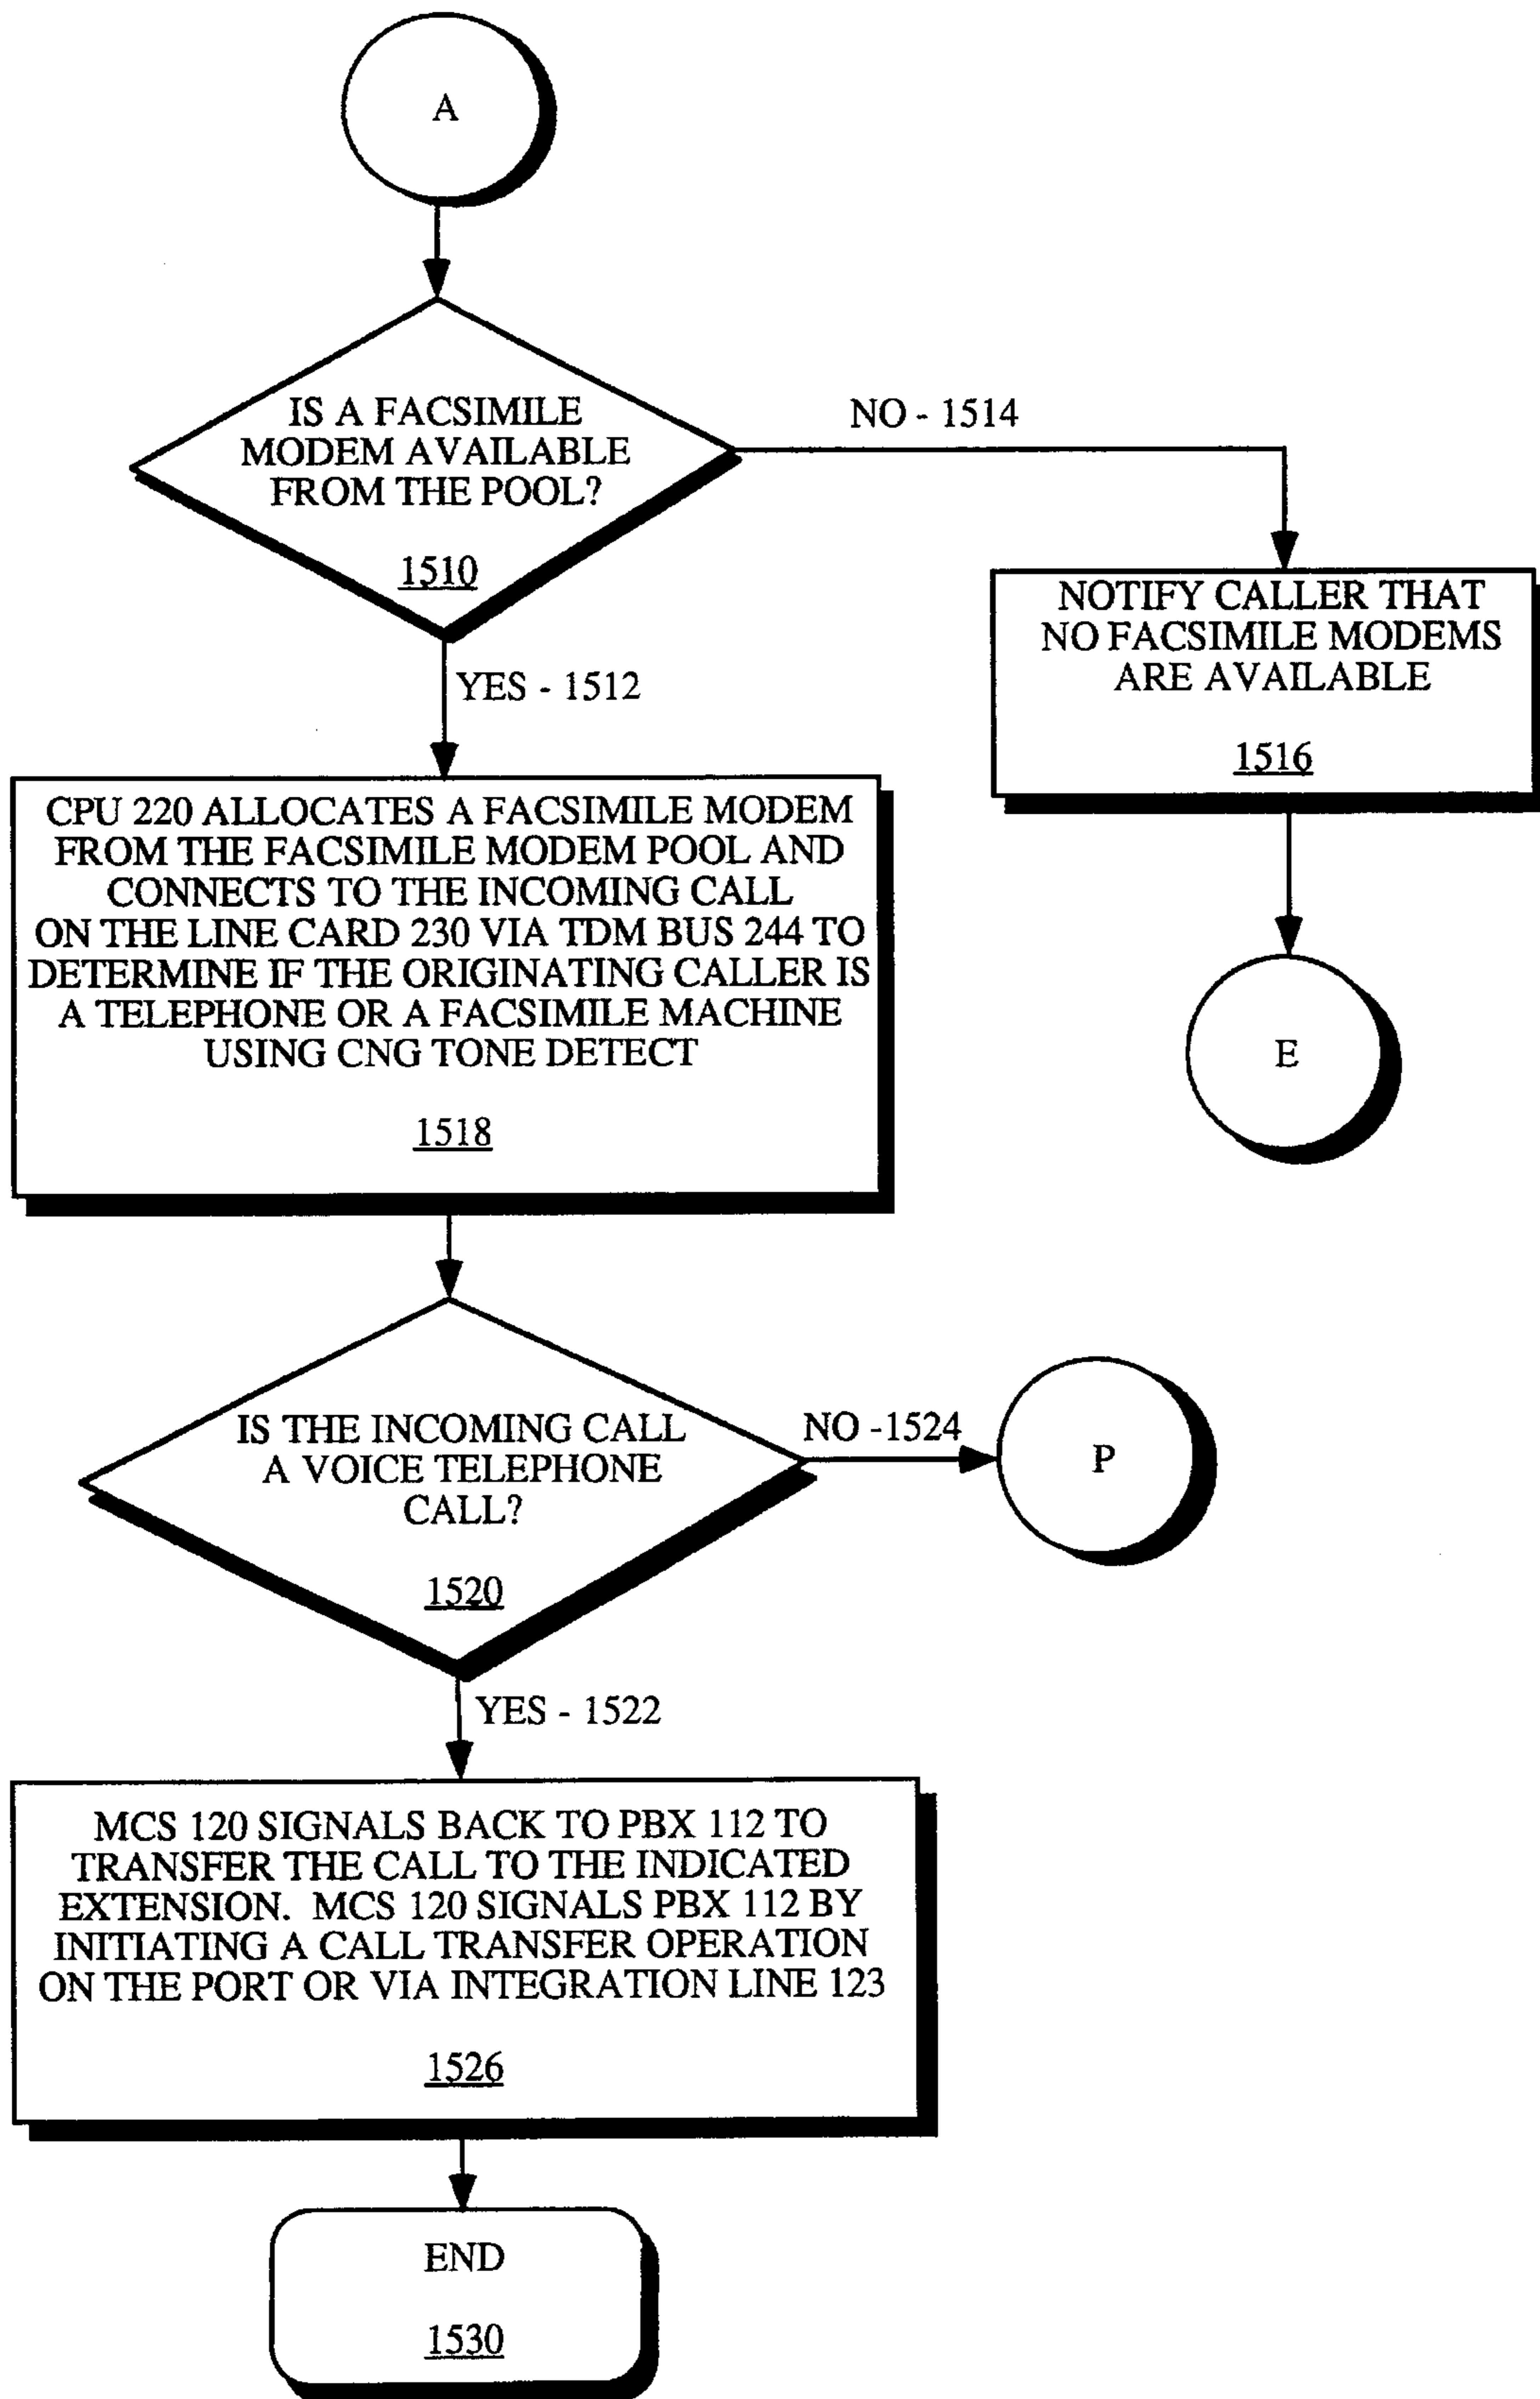 A
IS A FACSIMILE
MODEM AVAILABLE
FROM THE POOL?
1510
NO - 1514
NOTIFY CALLER THAT
NO FACSIMILE MODEMS
ARE AVAILABLE
1516
E
YES - 1512
CPU 220 ALLOCATES A FACSIMILE MODEM
FROM THE FACSIMILE MODEM POOL AND
CONNECTS TO THE INCOMING CALL
ON THE LINE CARD 230 VIA TDM BUS 244 TO
DETERMINE IF THE ORIGINATING CALLER IS
A TELEPHONE OR A FACSIMILE MACHINE
USING CNG TONE DETECT
1518
IS THE INCOMING CALL
A VOICE TELEPHONE
CALL?
1520
NO -1524
P
YES - 1522
MCS 120 SIGNALS BACK TO PBX 112 TO
TRANSFER THE CALL TO THE INDICATED
EXTENSION.  MCS 120 SIGNALS PBX 112 BY
INITIATING A CALL TRANSFER OPERATION
ON THE PORT OR VIA INTEGRATION LINE 123
1526
END
1530